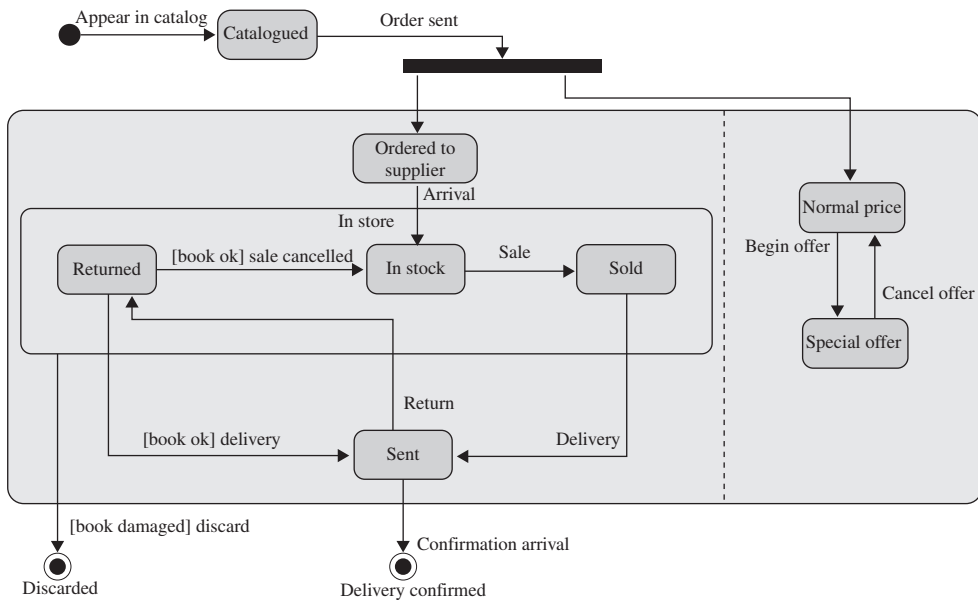 Appear in catalog
Catalogued
Order sent
Ordered to
supplier
Arrival
In store
Returned
[book ok] sale cancelled
In stock
Sale
Sold
Normal price
Begin offer
Cancel offer
Special offer
Return
[book ok] delivery
Sent
Delivery
[book damaged] discard
Confirmation arrival
Discarded
Delivery confirmed